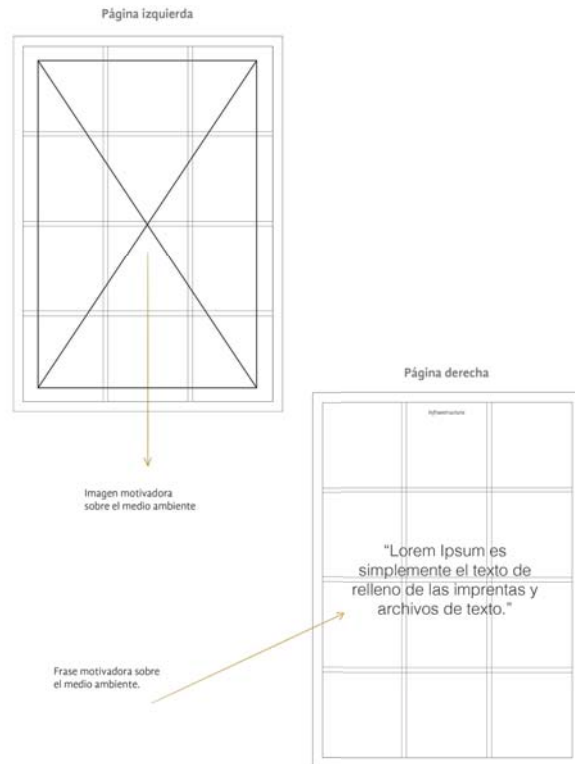 Página izquierda
Imagen motivadora
sobre el medio ambiente
Página derecha
“Lorem Ipsum es
simplemente el texto de
relleno de las imprentas y
archivos de texto.”
Frase motivadora sobre
el medio ambiente.